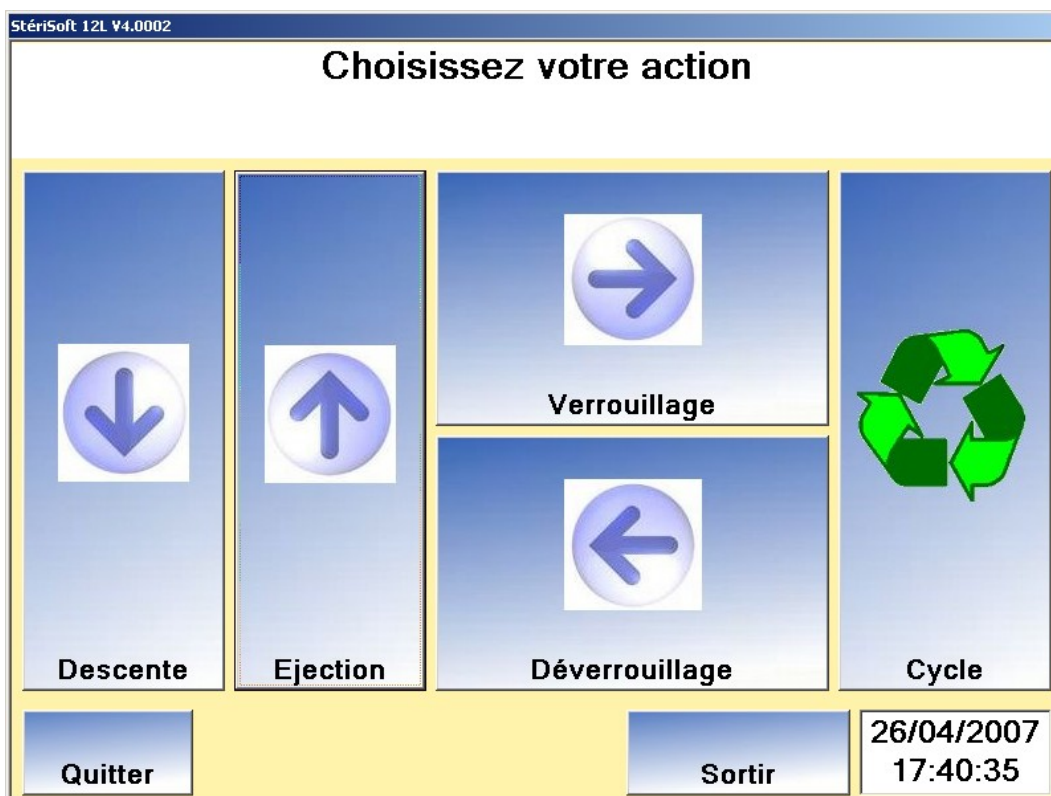 StériSoft 12L V4.0002
Choisissez votre action
Verrouillage
Descente
Ejection
Déverrouillage
Cycle
Quitter
Sortir
26/04/2007
17:40:35